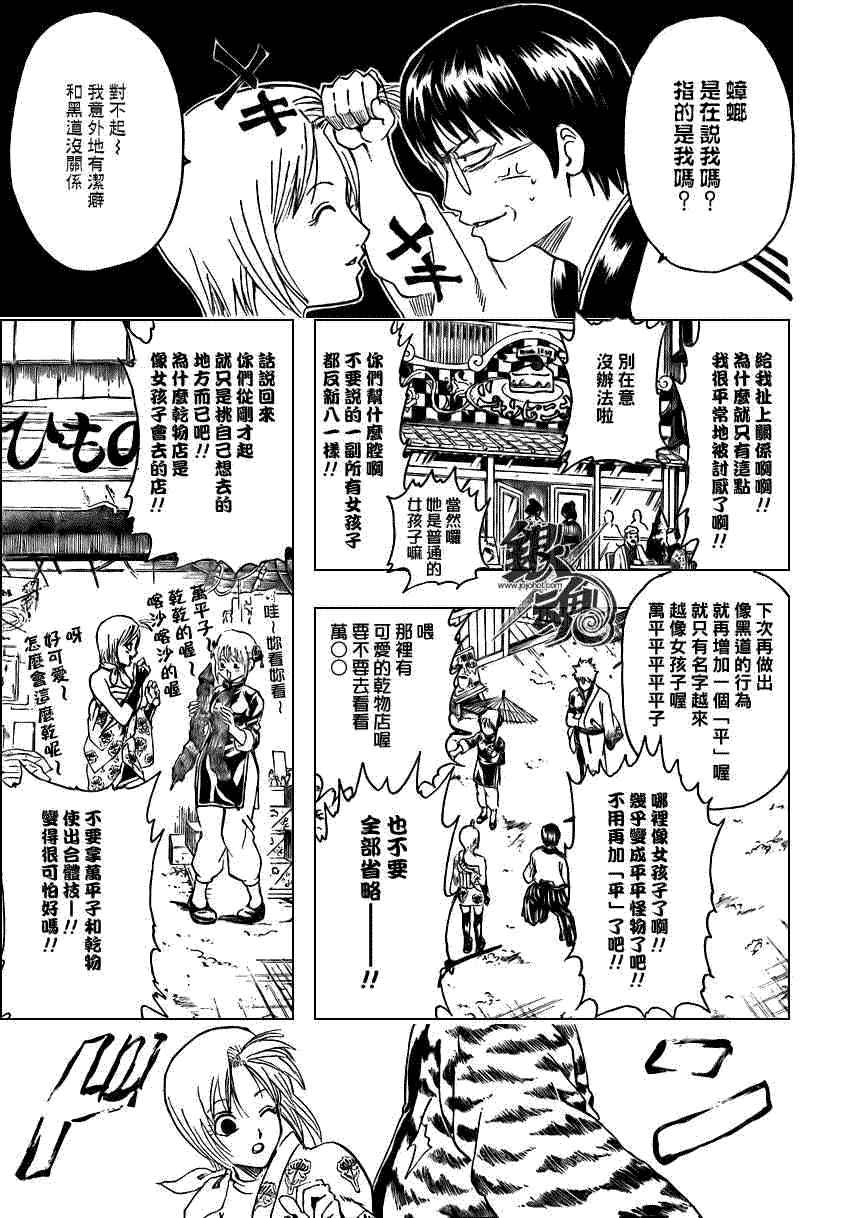 蟑螂
是在說我嗎?
指的是我嗎?
對不起~
我意外地有潔癖
和黑道沒關係
メキ
メキ
給我扯上關係啊啊!!
為什麼就只有這點
我很平常地被討厭了啊!!
別在意
沒辦法啦
你們幫什麼腔啊
不要說的一副所有女孩子
都反新八一樣!!
當然囉
她是普通的
女孩子嘛
銀魂
www.jojohot.com
話說回來
你們從剛才起
就只是挑自己想去的
地方而已吧!!
為什麼乾物店是
像女孩子會去的店!!
ひもの
下次再做出
像黑道的行為
就再增加一個「平」喔
就只有名字越來
越像女孩子喔
萬平平平平平子
哪裡像女孩子了啊!!
幾乎變成平平怪物了吧!!
不用再加「平」了吧!!
喂
那裡有
可愛的乾物店喔
要不要去看看
萬○○
也不要
全部省略——!!
哇~妳看妳看~
萬平子~
乾乾的喔~
喀沙喀沙的喔~
呀
好可愛~
怎麼會這麼乾呢~
不要拿萬平子和乾物
使出合體技—!!
變得很可怕好嗎!!